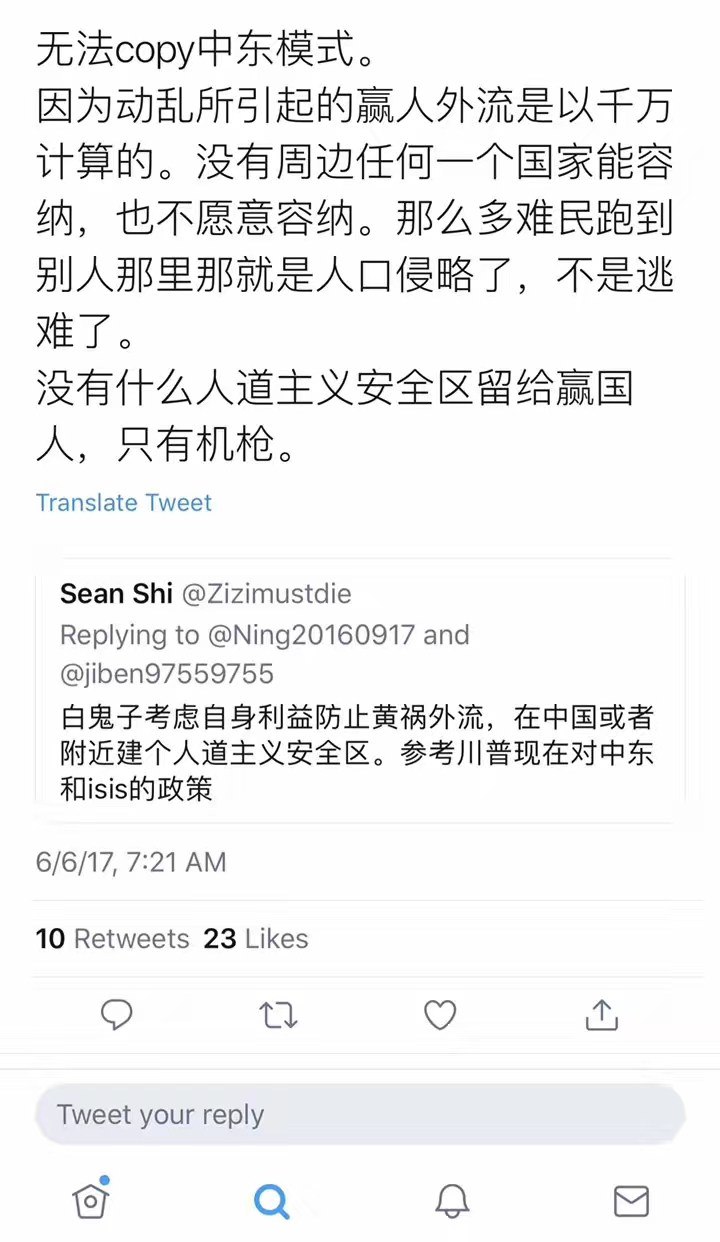 无法copy中东模式。
因为动乱所引起的赢人外流是以千万
计算的。没有周边任何一个国家能容
纳，也不愿意容纳。那么多难民跑到
别人那里那就是人口侵略了，不是逃
难了。
没有什么人道主义安全区留给赢国
人，只有机枪。
Translate Tweet
Sean Shi @Zizimustdie
Replying to @Ning20160917 and
@jiben97559755
白鬼子考虑自身利益防止黄祸外流，在中国或者
附近建个人道主义安全区。参考川普现在对中东
和isis的政策
6/6/17, 7:21 AM
10 Retweets 23 Likes
Tweet your reply